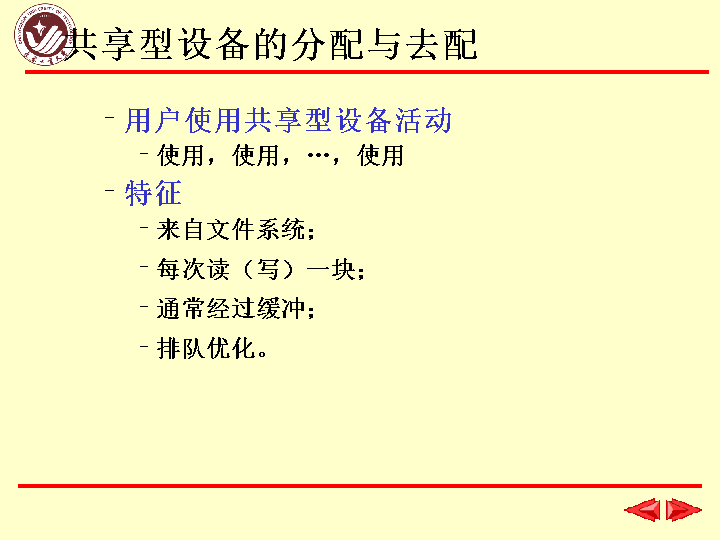 共享型设备的分配与去配
- 用户使用共享型设备活动
- 使用，使用，…，使用
- 特征
- 来自文件系统；
- 每次读（写）一块；
- 通常经过缓冲；
- 排队优化。